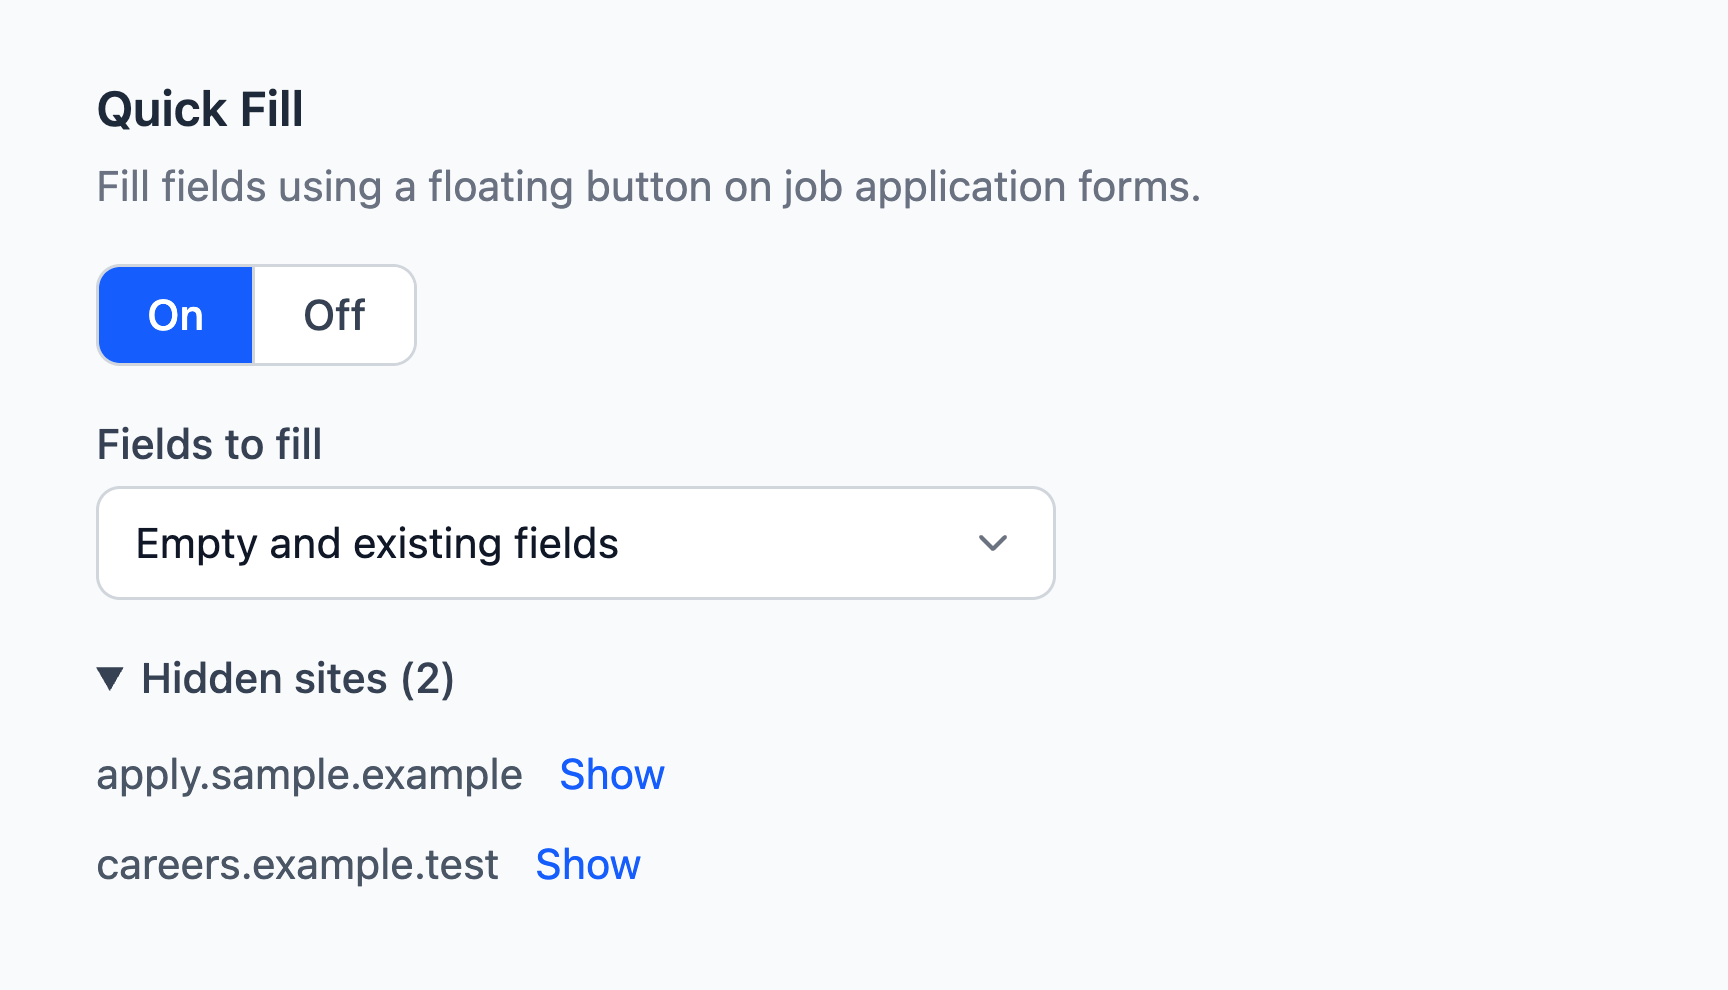 Quick Fill
Fill fields using a floating button on job application forms.
On Off
Fields to fill
Empty and existing fields
Hidden sites (2)
apply.sample.example Show
careers.example.test Show